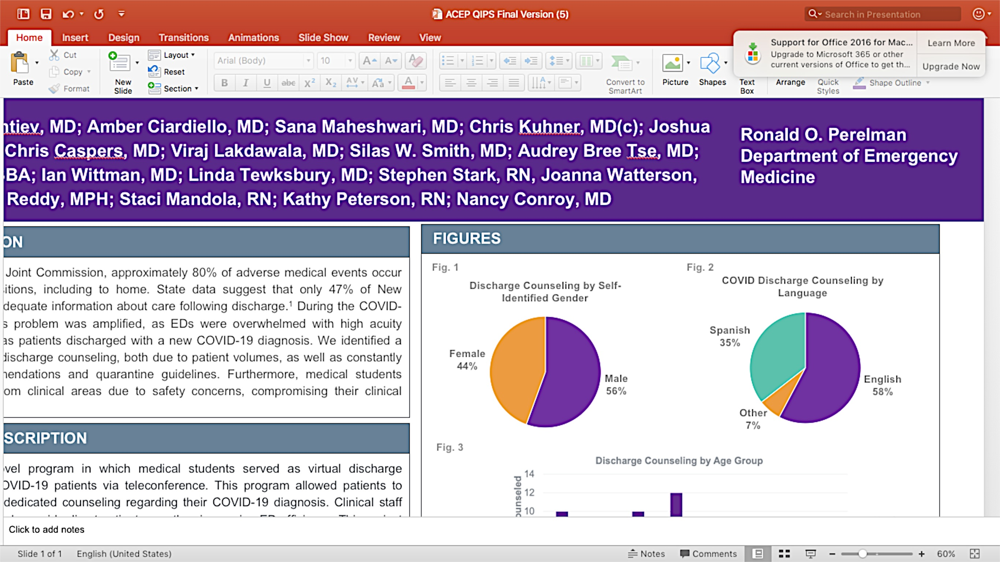 ACEP QIPS Final Version (5)
Search in Presentation
Home Insert Design Transitions Animations Slide Show Review View
Support for Office 2016 for Mac...
Upgrade to Microsoft 365 or other
current versions of Office to get th...
Learn More
Upgrade Now
Paste
Cut
Copy
Format
New
Slide
Layout
Reset
Section
Arial (Body) 10
Convert to
SmartArt
Picture
Shapes
Text
Box
Arrange
Quick
Styles
Shape Outline
MD; Amber Ciardiello, MD; Sana Maheshwari, MD; Chris Kuhner, MD(c); Joshua
Chris Caspers, MD; Viraj Lakdawala, MD; Silas W. Smith, MD; Audrey Bree Tse, MD;
BA; Ian Wittman, MD; Linda Tewksbury, MD; Stephen Stark, RN, Joanna Watterson,
Reddy, MPH; Staci Mandola, RN; Kathy Peterson, RN; Nancy Conroy, MD
Ronald O. Perelman
Department of Emergency
Medicine
ON
Joint Commission, approximately 80% of adverse medical events occur
itions, including to home. State data suggest that only 47% of New
dequate information about care following discharge.¹ During the COVID-
s problem was amplified, as EDs were overwhelmed with high acuity
as patients discharged with a new COVID-19 diagnosis. We identified a
discharge counseling, both due to patient volumes, as well as constantly
endations and quarantine guidelines. Furthermore, medical students
om clinical areas due to safety concerns, compromising their clinical
SCRIPTION
vel program in which medical students served as virtual discharge
OVID-19 patients via teleconference. This program allowed patients to
dedicated counseling regarding their COVID-19 diagnosis. Clinical staff
FIGURES
Fig. 1
Discharge Counseling by Self-
Identified Gender
Female
44%
Male
56%
Fig. 2
COVID Discharge Counseling by
Language
Spanish
35%
English
58%
Other
7%
Fig. 3
Discharge Counseling by Age Group
ounseled
14
12
10
Click to add notes
Slide 1 of 1 English (United States) Notes Comments 60%